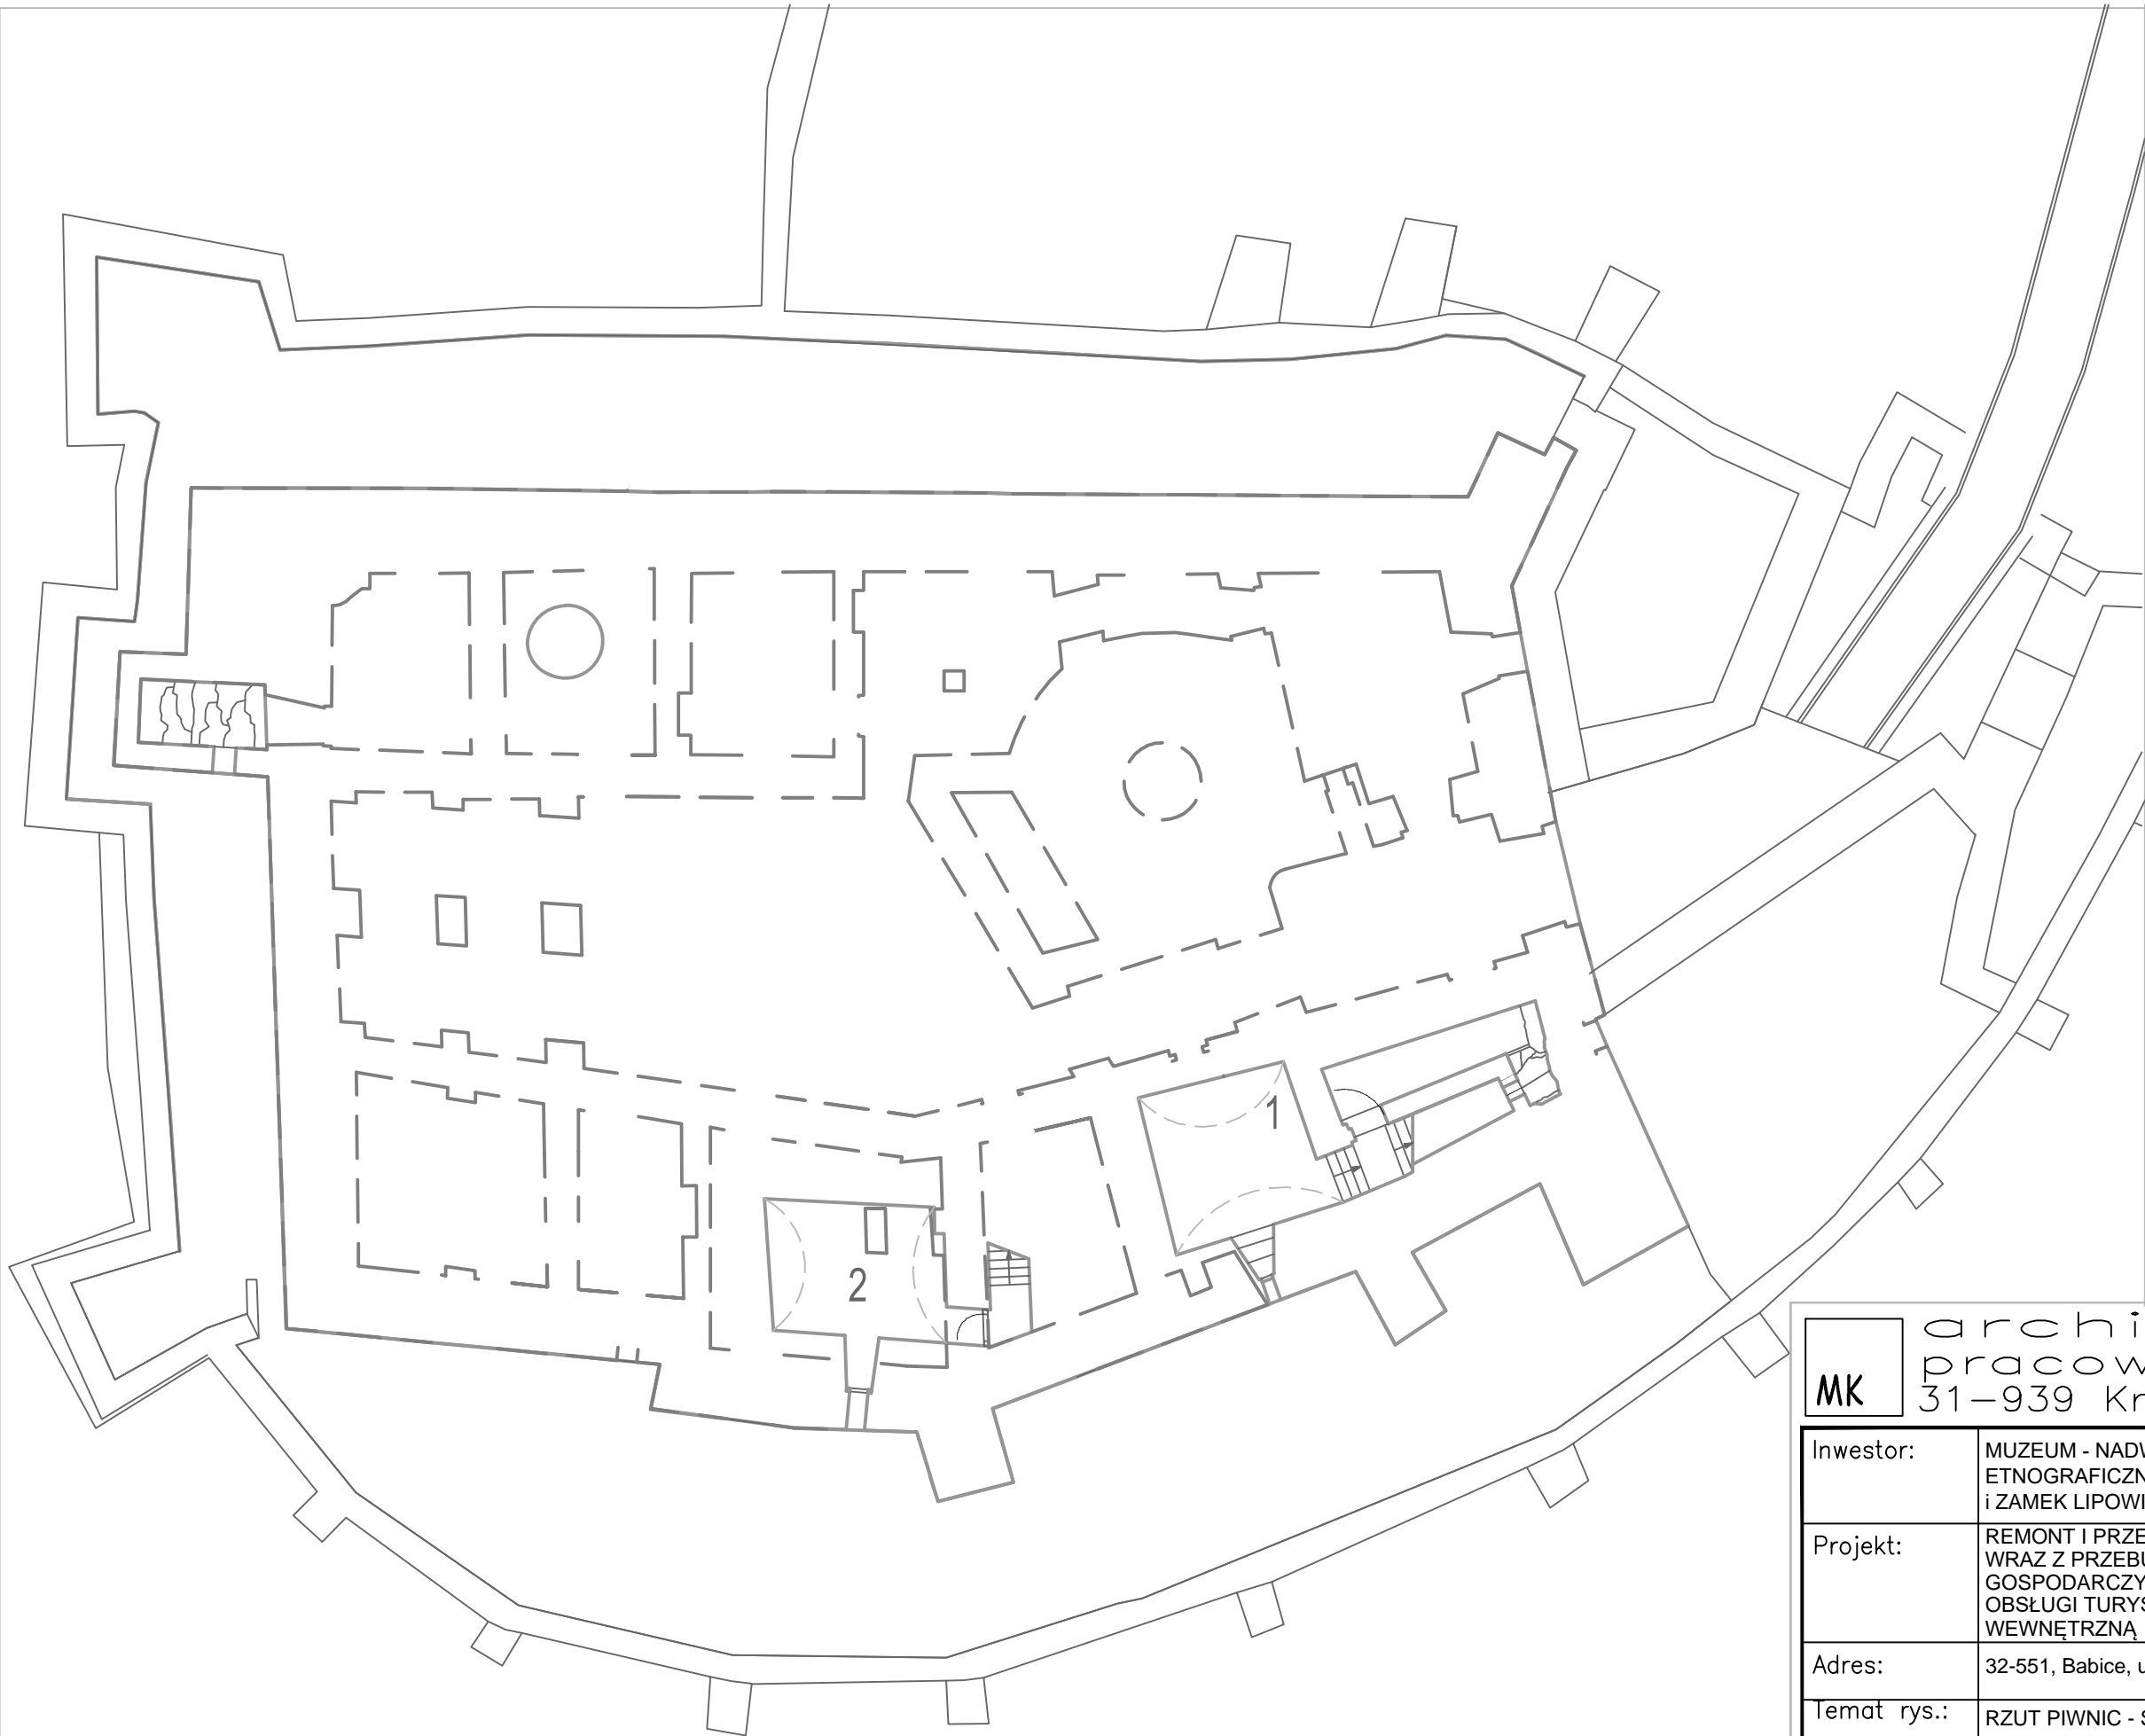 1
2
archi
pracow
31-939 Kr
MK
Inwestor:
MUZEUM - NADW
ETNOGRAFICZN
i ZAMEK LIPOWI
Projekt:
REMONT I PRZE
WRAZ Z PRZEBU
GOSPODARCZY
OBSŁUGI TURYS
WEWNĘTRZNĄ
Adres:
32-551, Babice, u
Temat rys.:
RZUT PIWNIC - S